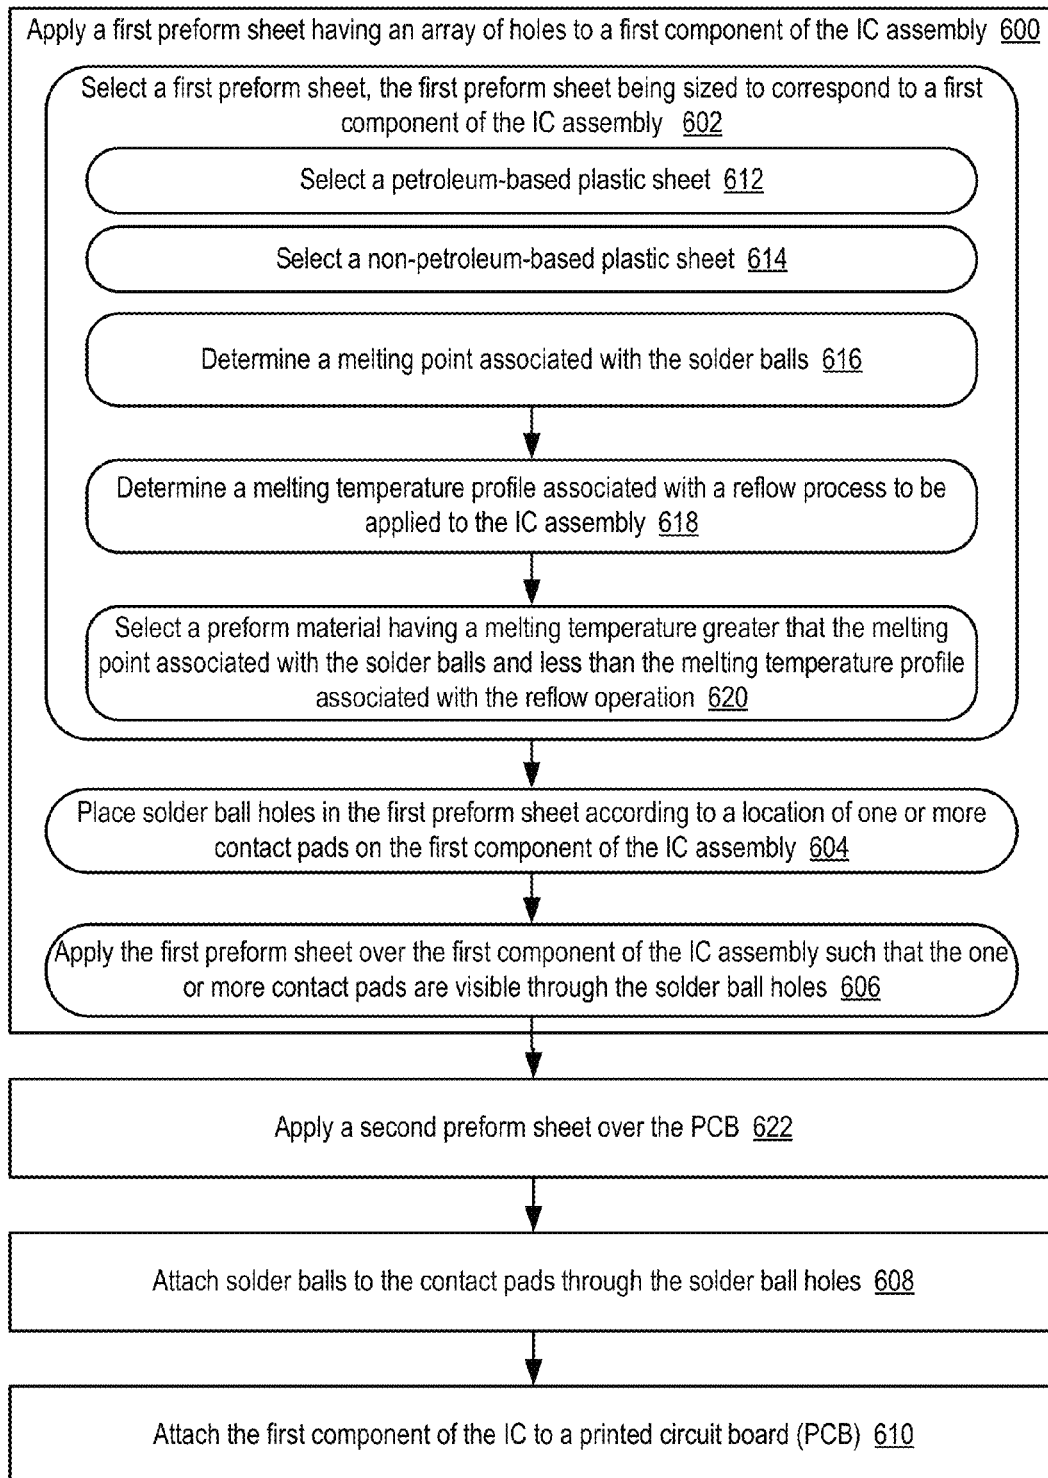 Apply a first preform sheet having an array of holes to a first component of the IC assembly 600
Select a first preform sheet, the first preform sheet being sized to correspond to a first
component of the IC assembly 602
Select a petroleum-based plastic sheet 612
Select a non-petroleum-based plastic sheet 614
Determine a melting point associated with the solder balls 616
Determine a melting temperature profile associated with a reflow process to be
applied to the IC assembly 618
Select a preform material having a melting temperature greater that the melting
point associated with the solder balls and less than the melting temperature profile
associated with the reflow operation 620
Place solder ball holes in the first preform sheet according to a location of one or more
contact pads on the first component of the IC assembly 604
Apply the first preform sheet over the first component of the IC assembly such that the one
or more contact pads are visible through the solder ball holes 606
Apply a second preform sheet over the PCB 622
Attach solder balls to the contact pads through the solder ball holes 608
Attach the first component of the IC to a printed circuit board (PCB) 610